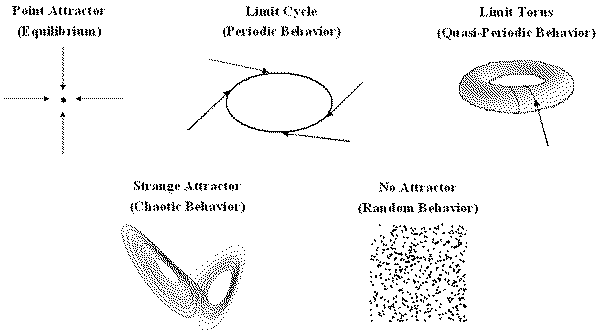 Point Attractor
(Equilibrium)
Limit Cycle
(Periodic Behavior)
Limit Torus
(Quasi-Periodic Behavior)
Strange Attractor
(Chaotic Behavior)
No Attractor
(Random Behavior)